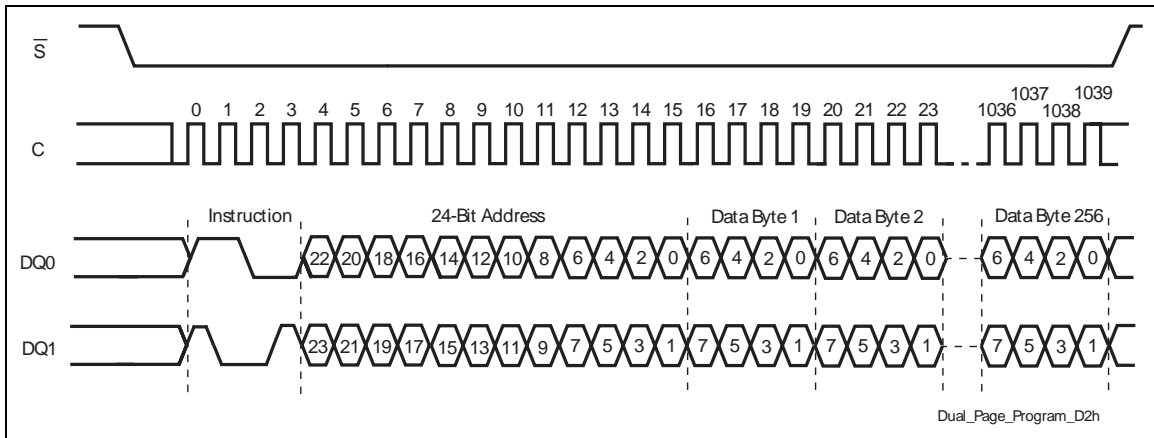 S
1037 1039
0 1 2 3 4 5 6 7 8 9 10 11 12 13 14 15 16 17 18 19 20 21 22 23 1036 1038
C
Instruction 24-Bit Address Data Byte 1 Data Byte 2 Data Byte 256
DQ0 22 20 18 16 14 12 10 8 6 4 2 0 6 4 2 0 6 4 2 0 6 4 2 0
DQ1 23 21 19 17 15 13 11 9 7 5 3 1 7 5 3 1 7 5 3 1 7 5 3 1
Dual_Page_Program_D2h